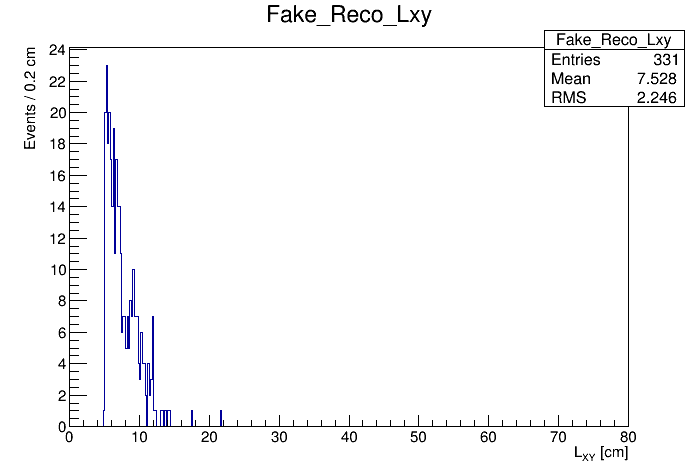 Fake_Reco_Lxy
Fake_Reco_Lxy
Entries 331
Mean 7.528
RMS 2.246
Events / 0.2 cm
24
22
20
18
16
14
12
10
8
6
4
2
0
0 10 20 30 40 50 60 70 80
L_XY [cm]